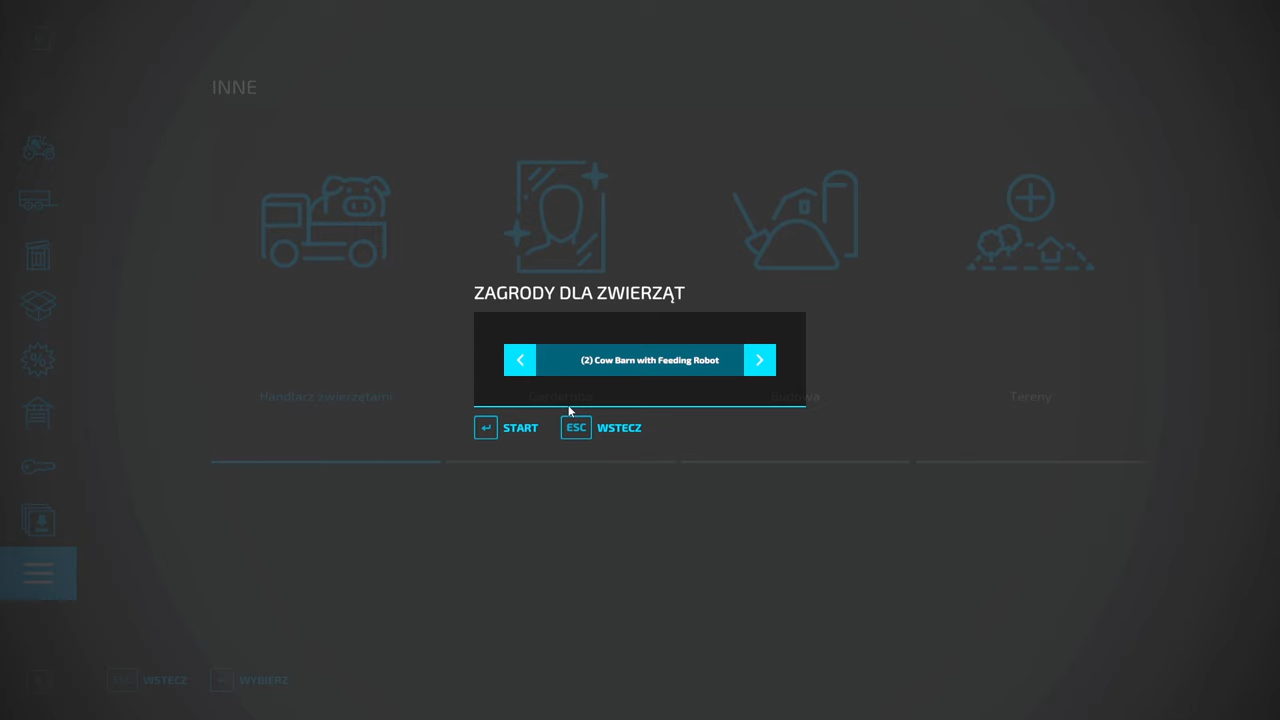 INNE
ZAGRODY DLA ZWIERZĄT
(2) Cow Barn with Feeding Robot
Handlarz zwierzętami
Garderoba
Budowa
Tereny
START
ESC WSTECZ
ESC WSTECZ
WYBIERZ